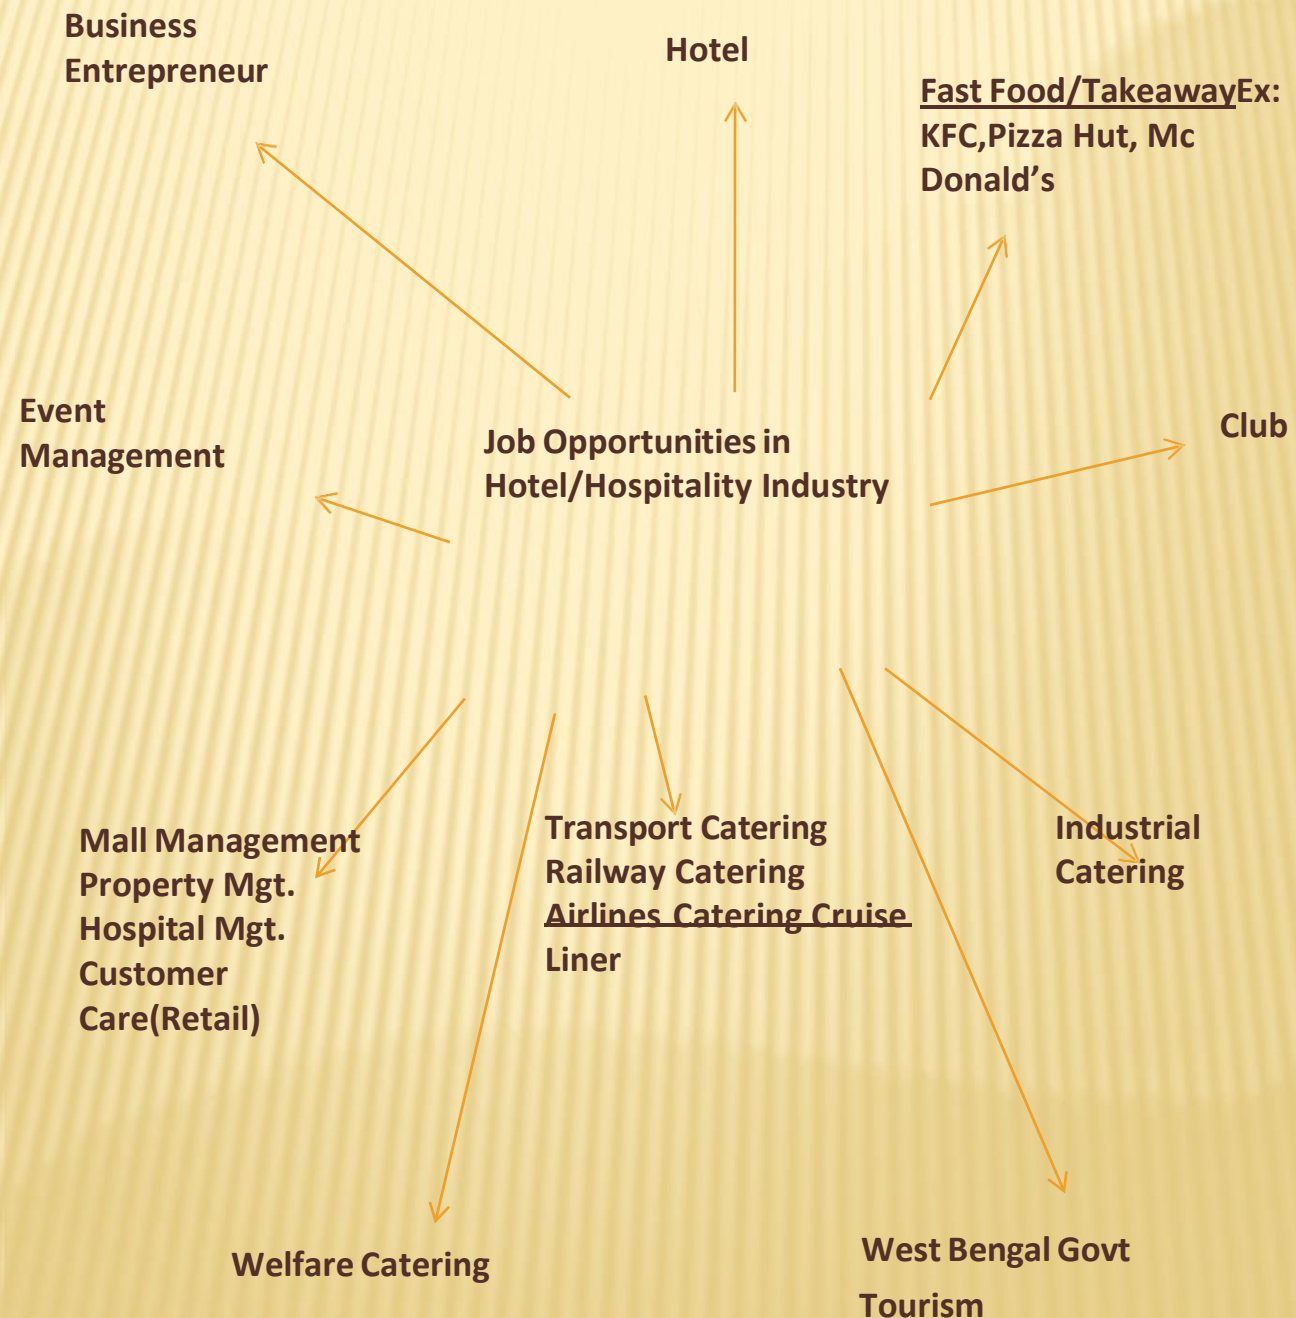 Business
Entrepreneur
Hotel
Fast Food/TakeawayEx:
KFC,Pizza Hut, Mc
Donald’s
Event
Management
Job Opportunities in
Hotel/Hospitality Industry
Club
Mall Management
Property Mgt.
Hospital Mgt.
Customer
Care(Retail)
Transport Catering
Railway Catering
Airlines Catering Cruise
Liner
Industrial
Catering
Welfare Catering
West Bengal Govt
Tourism